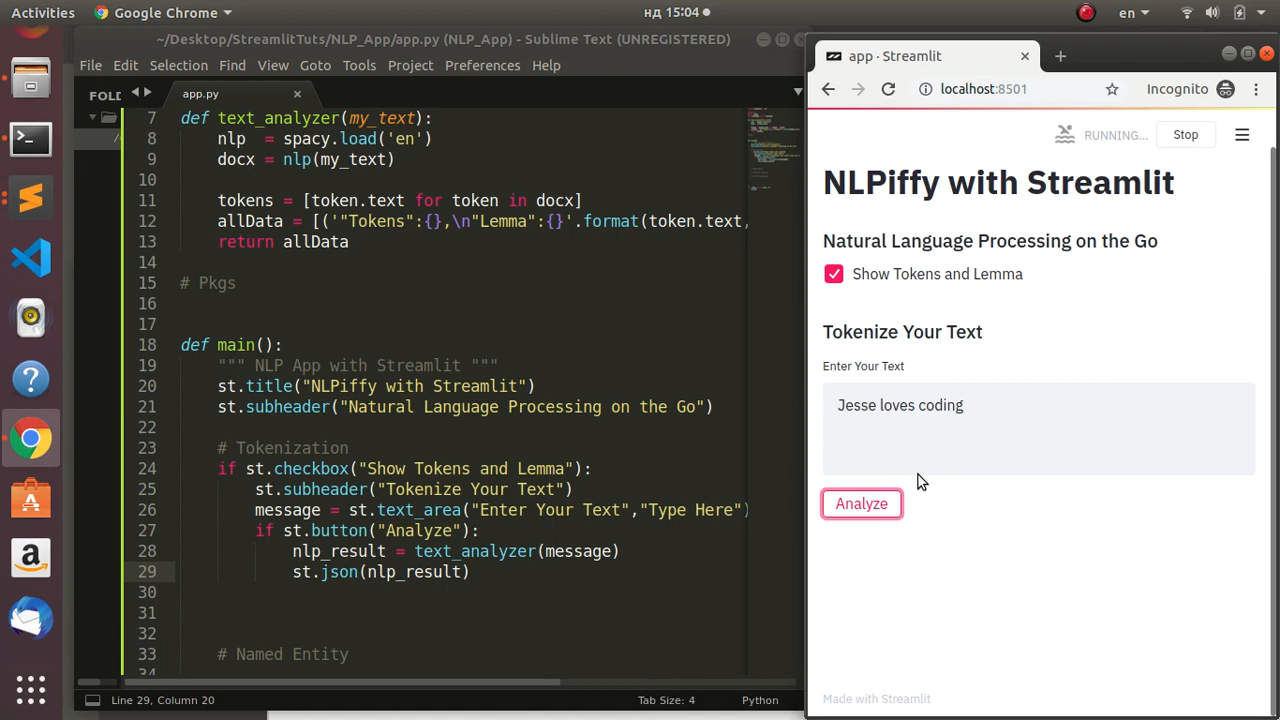 Activities
Google Chrome
нд 15:04
en
~/Desktop/StreamlitTuts/NLP_App/app.py (NLP_App) - Sublime Text (UNREGISTERED)
File Edit Selection Find View Goto Tools Project Preferences Help
FOLD
app.py
7 def text_analyzer(my_text):
8 nlp = spacy.load('en')
9 docx = nlp(my_text)
10
11 tokens = [token.text for token in docx]
12 allData = [('"Tokens":{},\n"Lemma":{}'.format(token.text,
13 return allData
14
15 # Pkgs
16
17
18 def main():
19 """ NLP App with Streamlit """
20 st.title("NLPiffy with Streamlit")
21 st.subheader("Natural Language Processing on the Go")
22
23 # Tokenization
24 if st.checkbox("Show Tokens and Lemma"):
25 st.subheader("Tokenize Your Text")
26 message = st.text_area("Enter Your Text","Type Here")
27 if st.button("Analyze"):
28 nlp_result = text_analyzer(message)
29 st.json(nlp_result)
30
31
32
33 # Named Entity
34
Line 29, Column 20
Tab Size: 4
Python
app · Streamlit
localhost:8501
Incognito
RUNNING...
Stop
NLPiffy with Streamlit
Natural Language Processing on the Go
Show Tokens and Lemma
Tokenize Your Text
Enter Your Text
Jesse loves coding
Analyze
Made with Streamlit